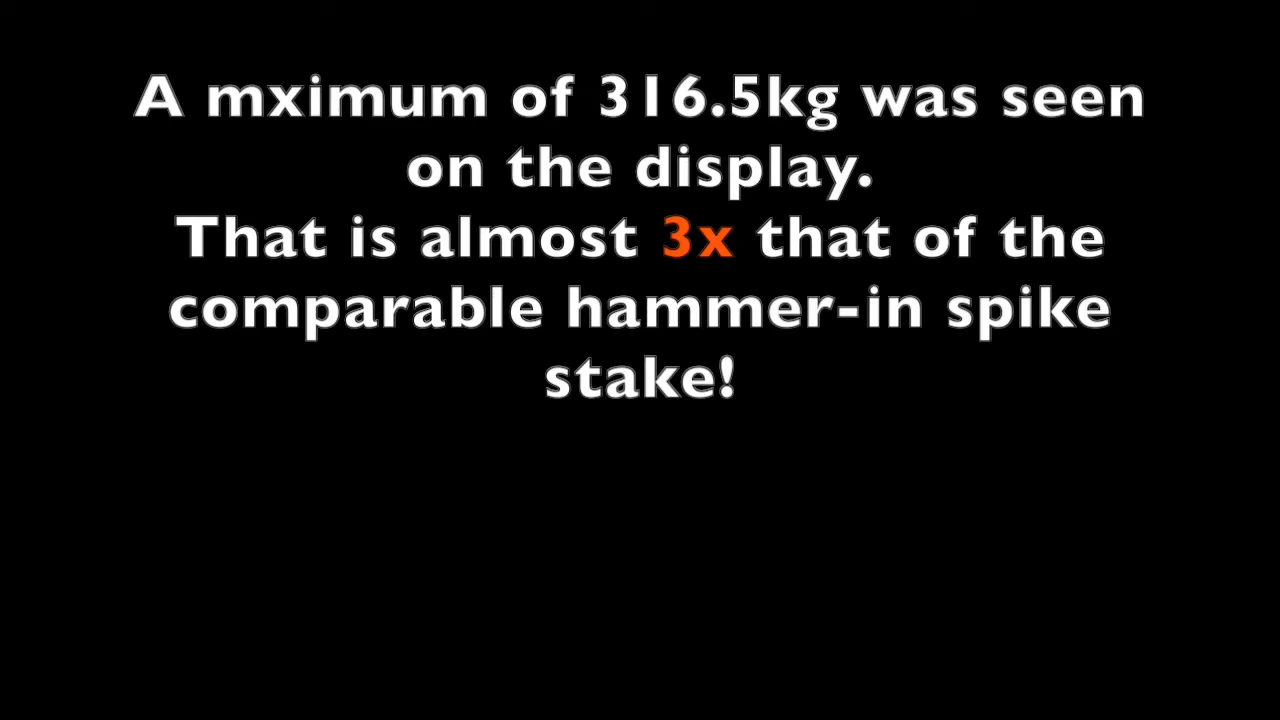 A mximum of 316.5kg was seen
on the display.
That is almost 3x that of the
comparable hammer-in spike
stake!